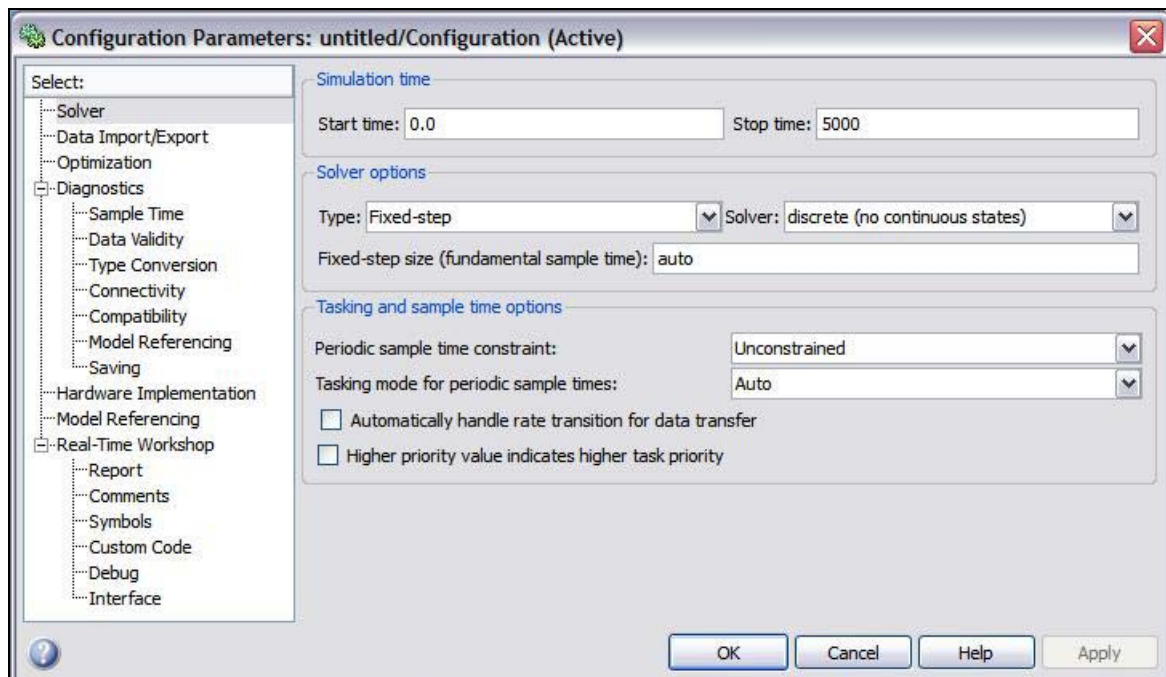 Configuration Parameters: untitled/Configuration (Active)
Select:
Solver
Data Import/Export
Optimization
Diagnostics
Sample Time
Data Validity
Type Conversion
Connectivity
Compatibility
Model Referencing
Saving
Hardware Implementation
Model Referencing
Real-Time Workshop
Report
Comments
Symbols
Custom Code
Debug
Interface
Simulation time
Start time: 0.0 Stop time: 5000
Solver options
Type: Fixed-step Solver: discrete (no continuous states)
Fixed-step size (fundamental sample time): auto
Tasking and sample time options
Periodic sample time constraint: Unconstrained
Tasking mode for periodic sample times: Auto
Automatically handle rate transition for data transfer
Higher priority value indicates higher task priority
OK Cancel Help Apply